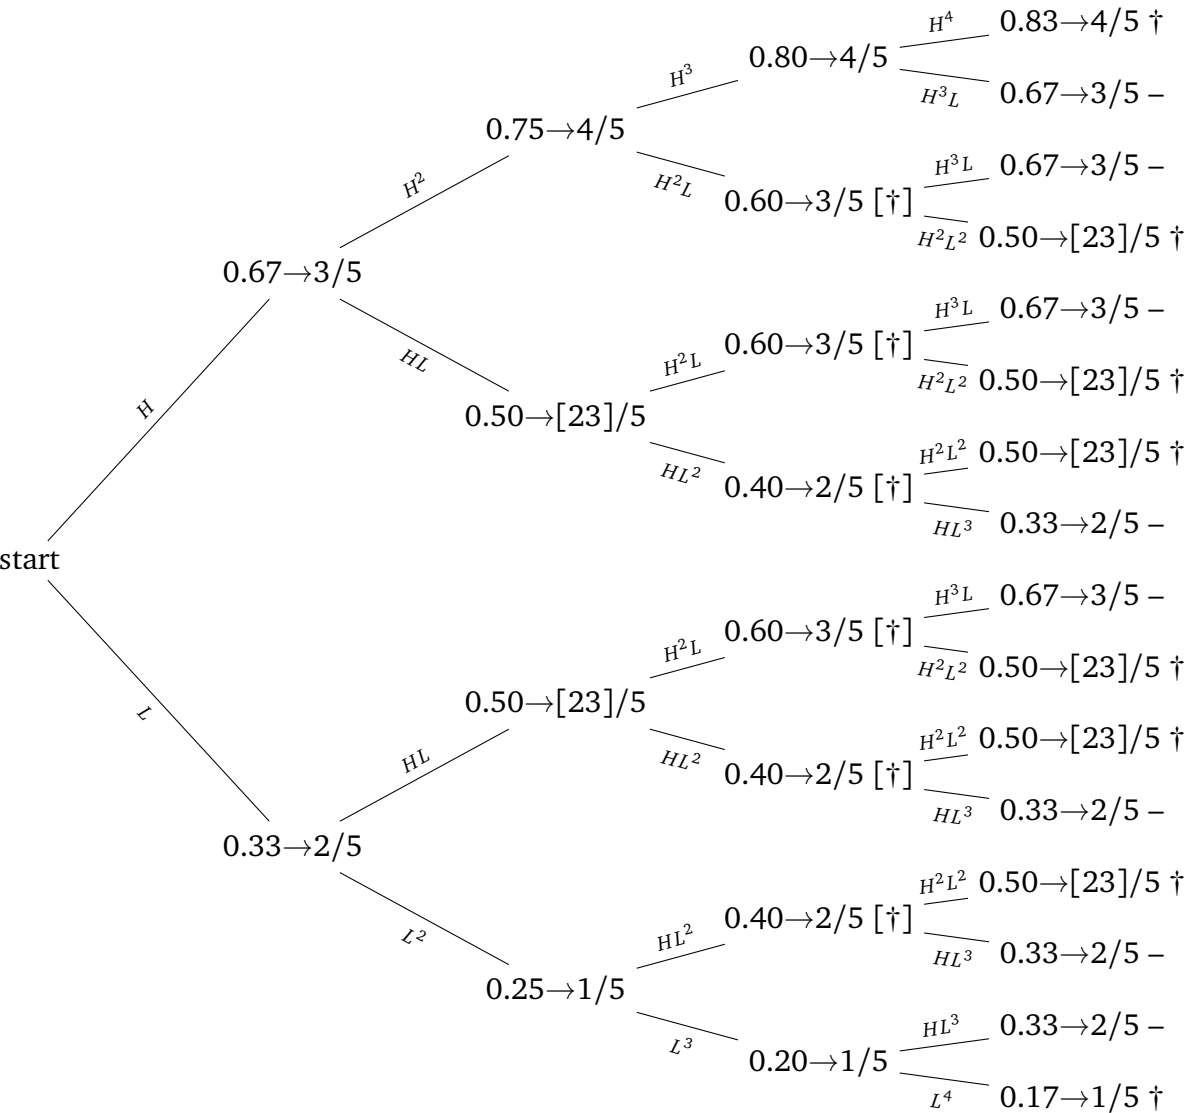 H⁴ 0.83→4/5 †
0.80→4/5
H³
H³L 0.67→3/5 –
0.75→4/5
H³L 0.67→3/5 –
H²
H²L 0.60→3/5 [†]
H²L² 0.50→[23]/5 †
0.67→3/5
H³L 0.67→3/5 –
0.60→3/5 [†]
HL
H²L
H²L² 0.50→[23]/5 †
0.50→[23]/5
H
H²L² 0.50→[23]/5 †
HL² 0.40→2/5 [†]
HL³ 0.33→2/5 –
start
H³L 0.67→3/5 –
0.60→3/5 [†]
H²L
H²L² 0.50→[23]/5 †
0.50→[23]/5
L
H²L² 0.50→[23]/5 †
HL
HL² 0.40→2/5 [†]
HL³ 0.33→2/5 –
0.33→2/5
H²L² 0.50→[23]/5 †
0.40→2/5 [†]
L²
HL²
HL³ 0.33→2/5 –
0.25→1/5
HL³ 0.33→2/5 –
L³
0.20→1/5
L⁴ 0.17→1/5 †